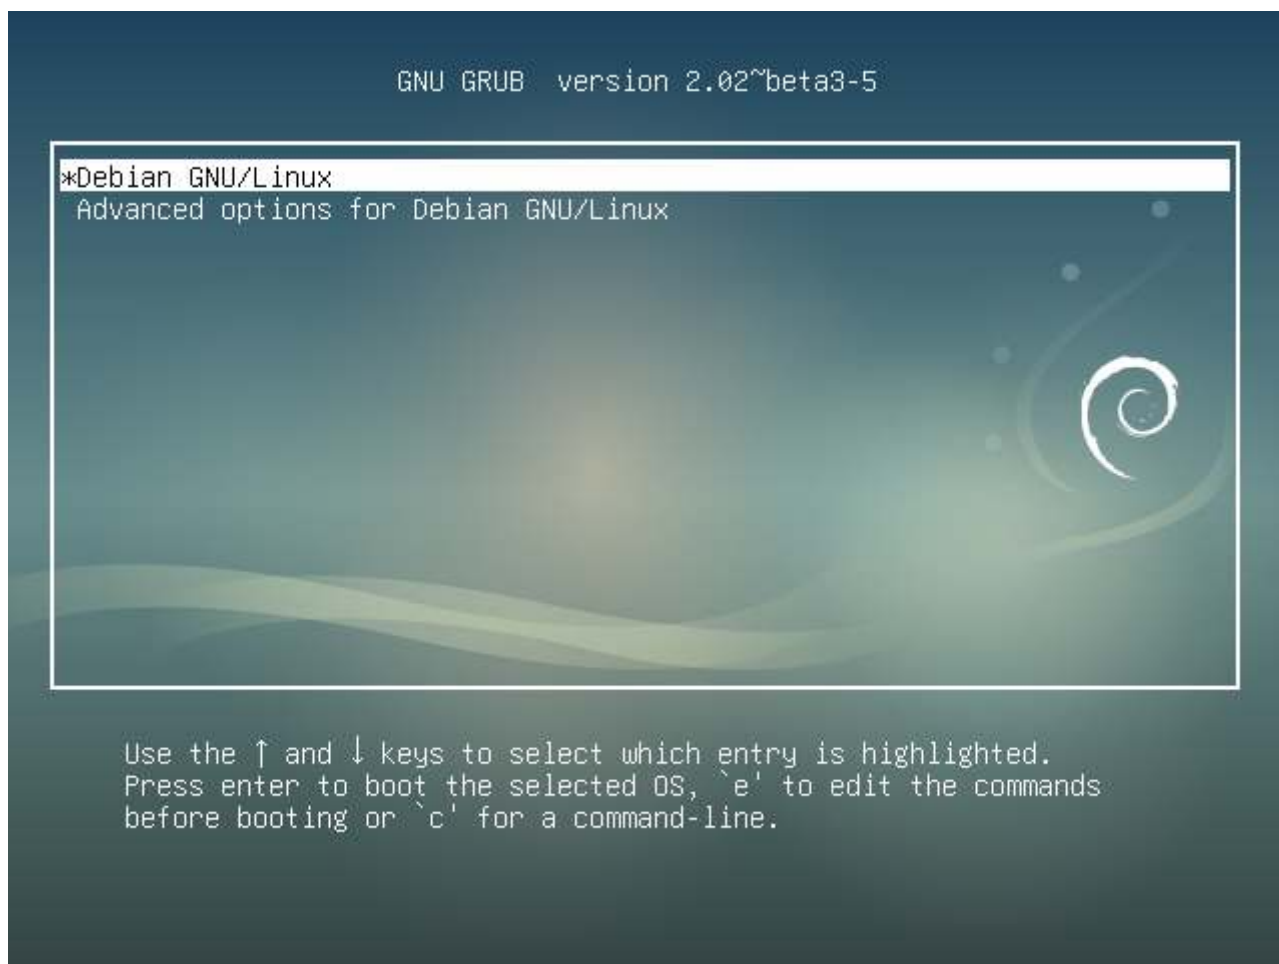 GNU GRUB  version 2.02~beta3-5
*Debian GNU/Linux
Advanced options for Debian GNU/Linux
Use the ↑ and ↓ keys to select which entry is highlighted.
Press enter to boot the selected OS, `e' to edit the commands
before booting or `c' for a command-line.